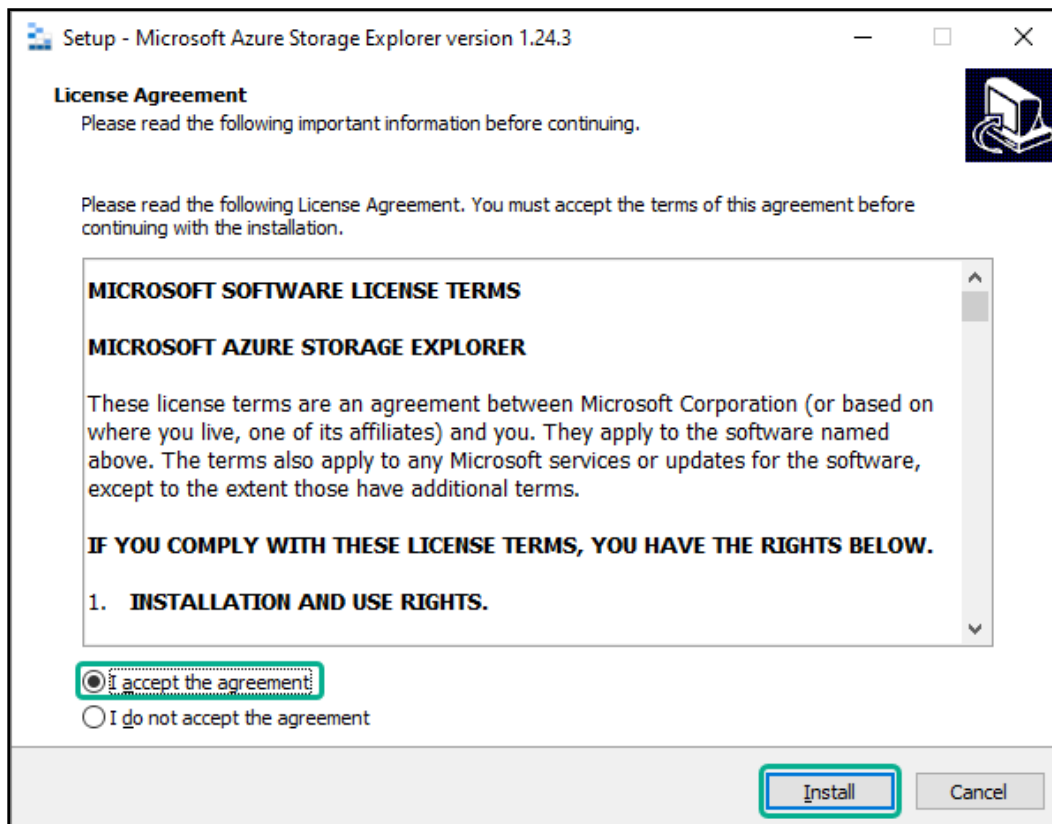 Setup - Microsoft Azure Storage Explorer version 1.24.3
License Agreement
Please read the following important information before continuing.
Please read the following License Agreement. You must accept the terms of this agreement before
continuing with the installation.
MICROSOFT SOFTWARE LICENSE TERMS
MICROSOFT AZURE STORAGE EXPLORER
These license terms are an agreement between Microsoft Corporation (or based on
where you live, one of its affiliates) and you. They apply to the software named
above. The terms also apply to any Microsoft services or updates for the software,
except to the extent those have additional terms.
IF YOU COMPLY WITH THESE LICENSE TERMS, YOU HAVE THE RIGHTS BELOW.
1. INSTALLATION AND USE RIGHTS.
I accept the agreement
I do not accept the agreement
Install Cancel